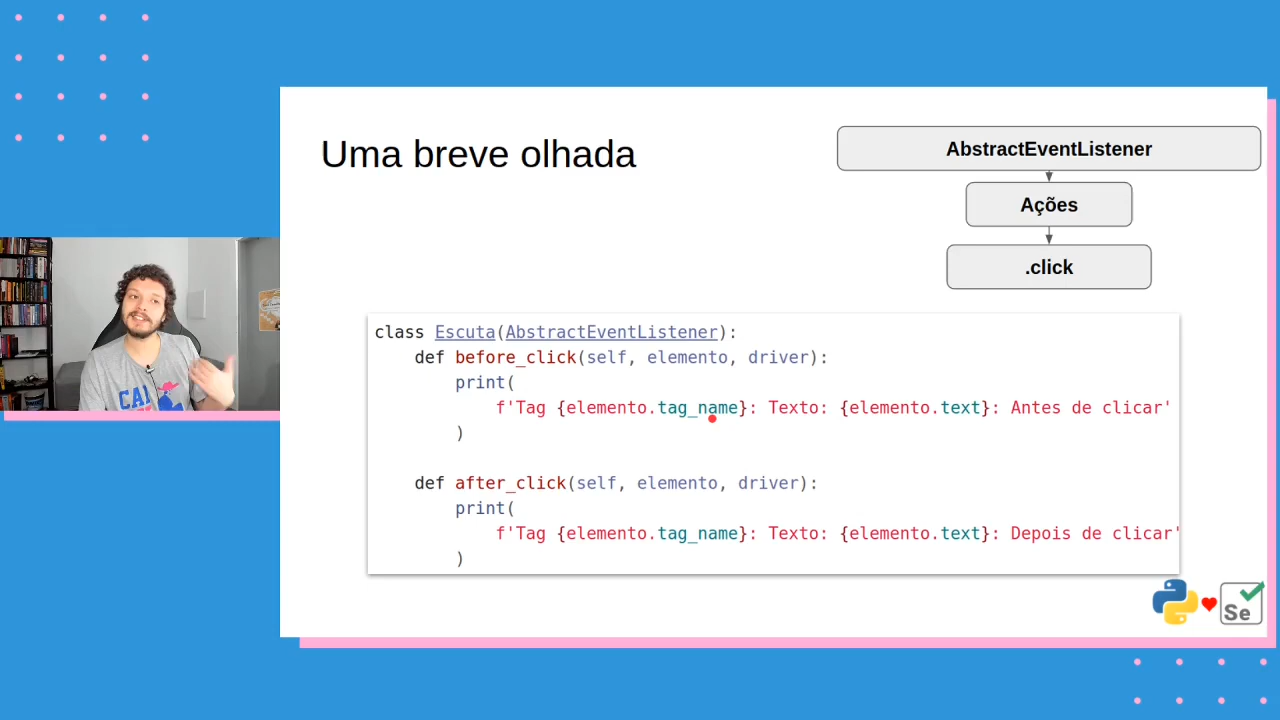 Uma breve olhada
AbstractEventListener
Ações
.click
class Escuta(AbstractEventListener):
    def before_click(self, elemento, driver):
        print(
            f'Tag {elemento.tag_name}: Texto: {elemento.text}: Antes de clicar'
        )
    def after_click(self, elemento, driver):
        print(
            f'Tag {elemento.tag_name}: Texto: {elemento.text}: Depois de clicar'
        )
Se
CAL